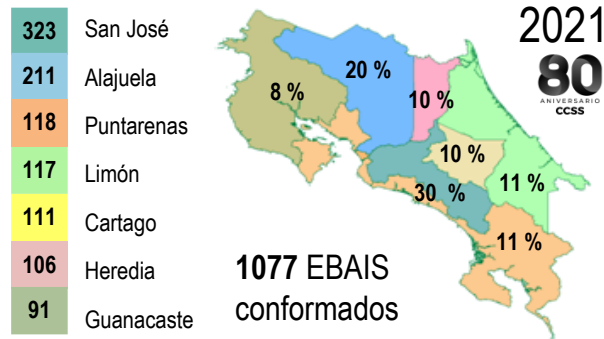 323 San José
211 Alajuela
118 Puntarenas
117 Limón
111 Cartago
106 Heredia
91 Guanacaste
2021
80
ANIVERSARIO
CCSS
20 %
8 %
10 %
10 %
11 %
30 %
11 %
1077 EBAIS
conformados